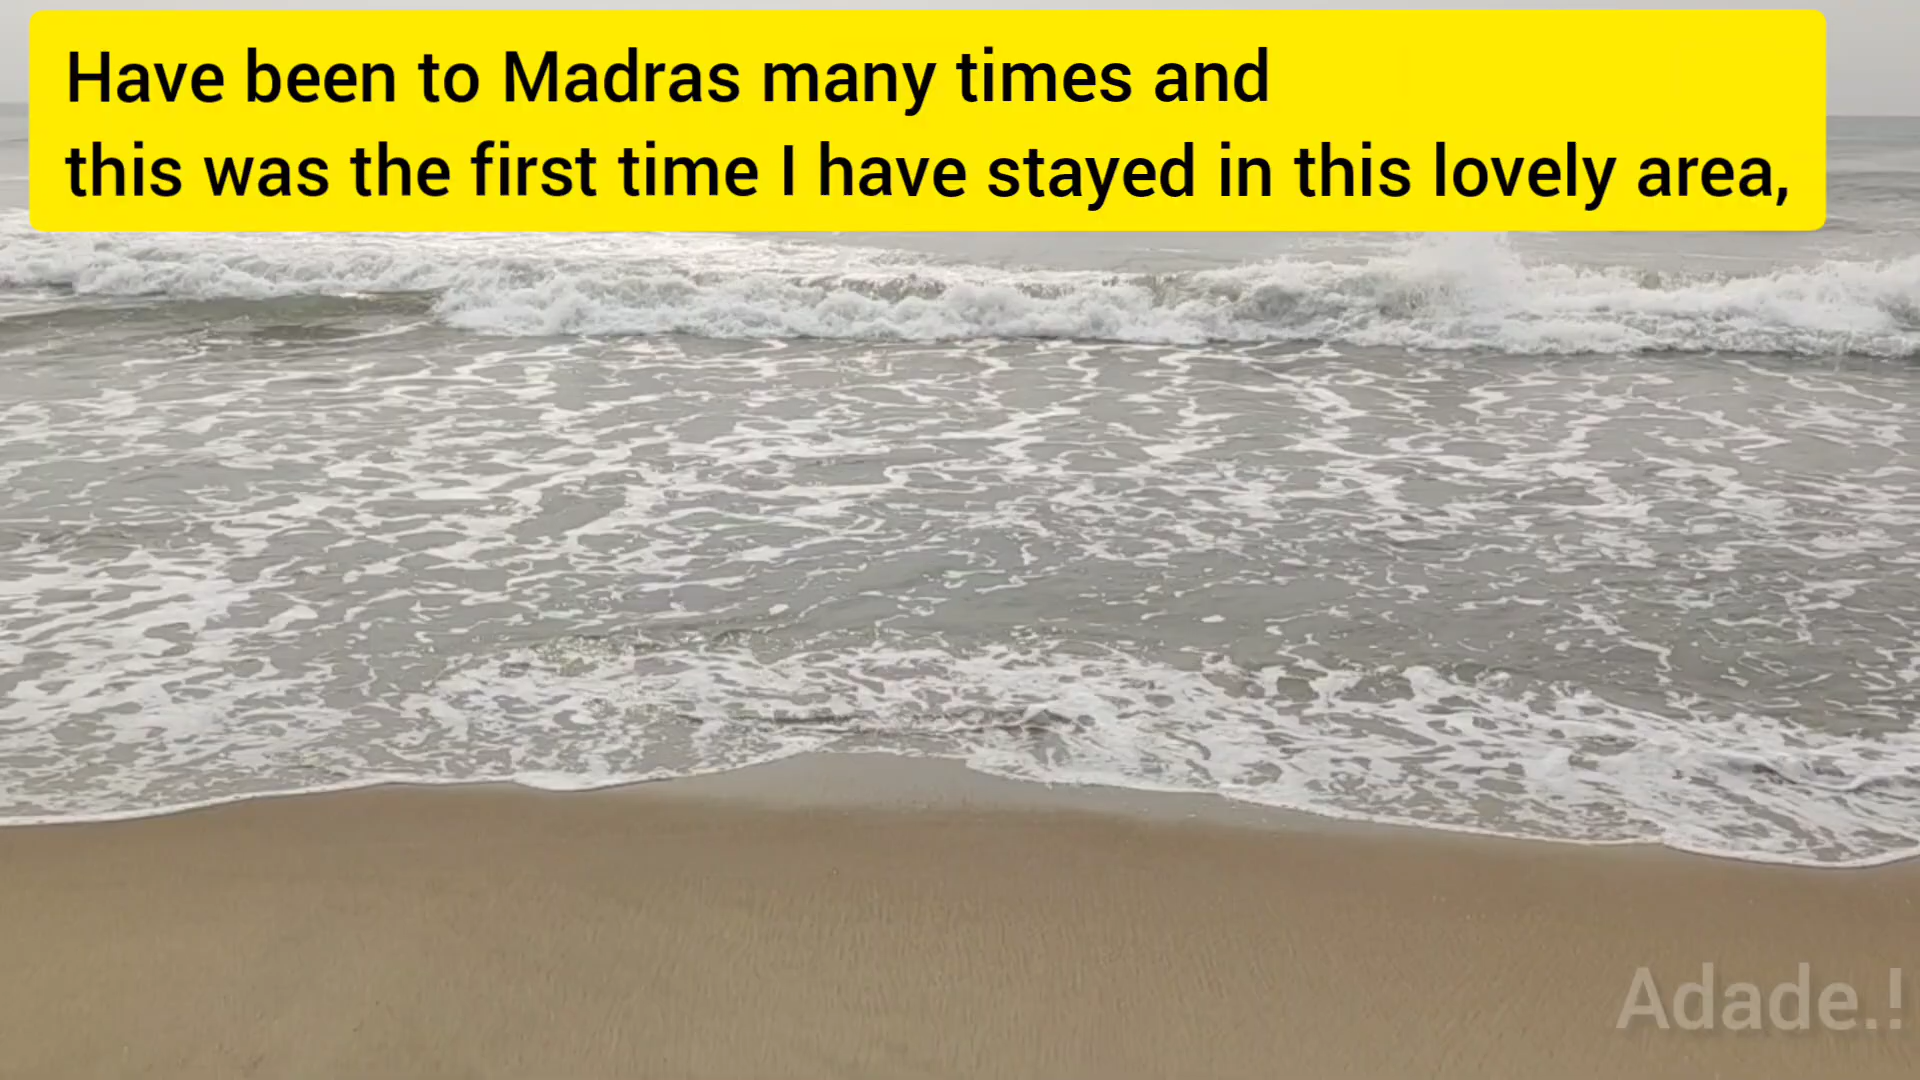 Have been to Madras many times and
this was the first time I have stayed in this lovely area,
Adade.!